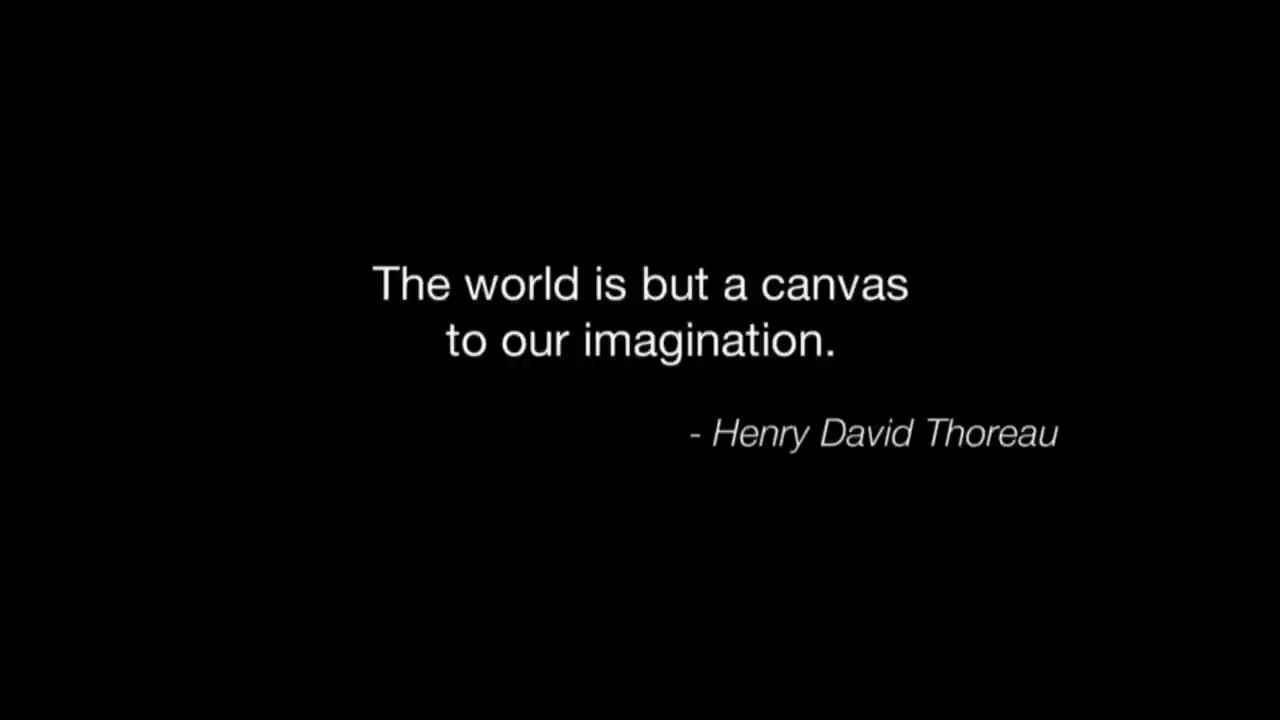 The world is but a canvas
to our imagination.
- Henry David Thoreau